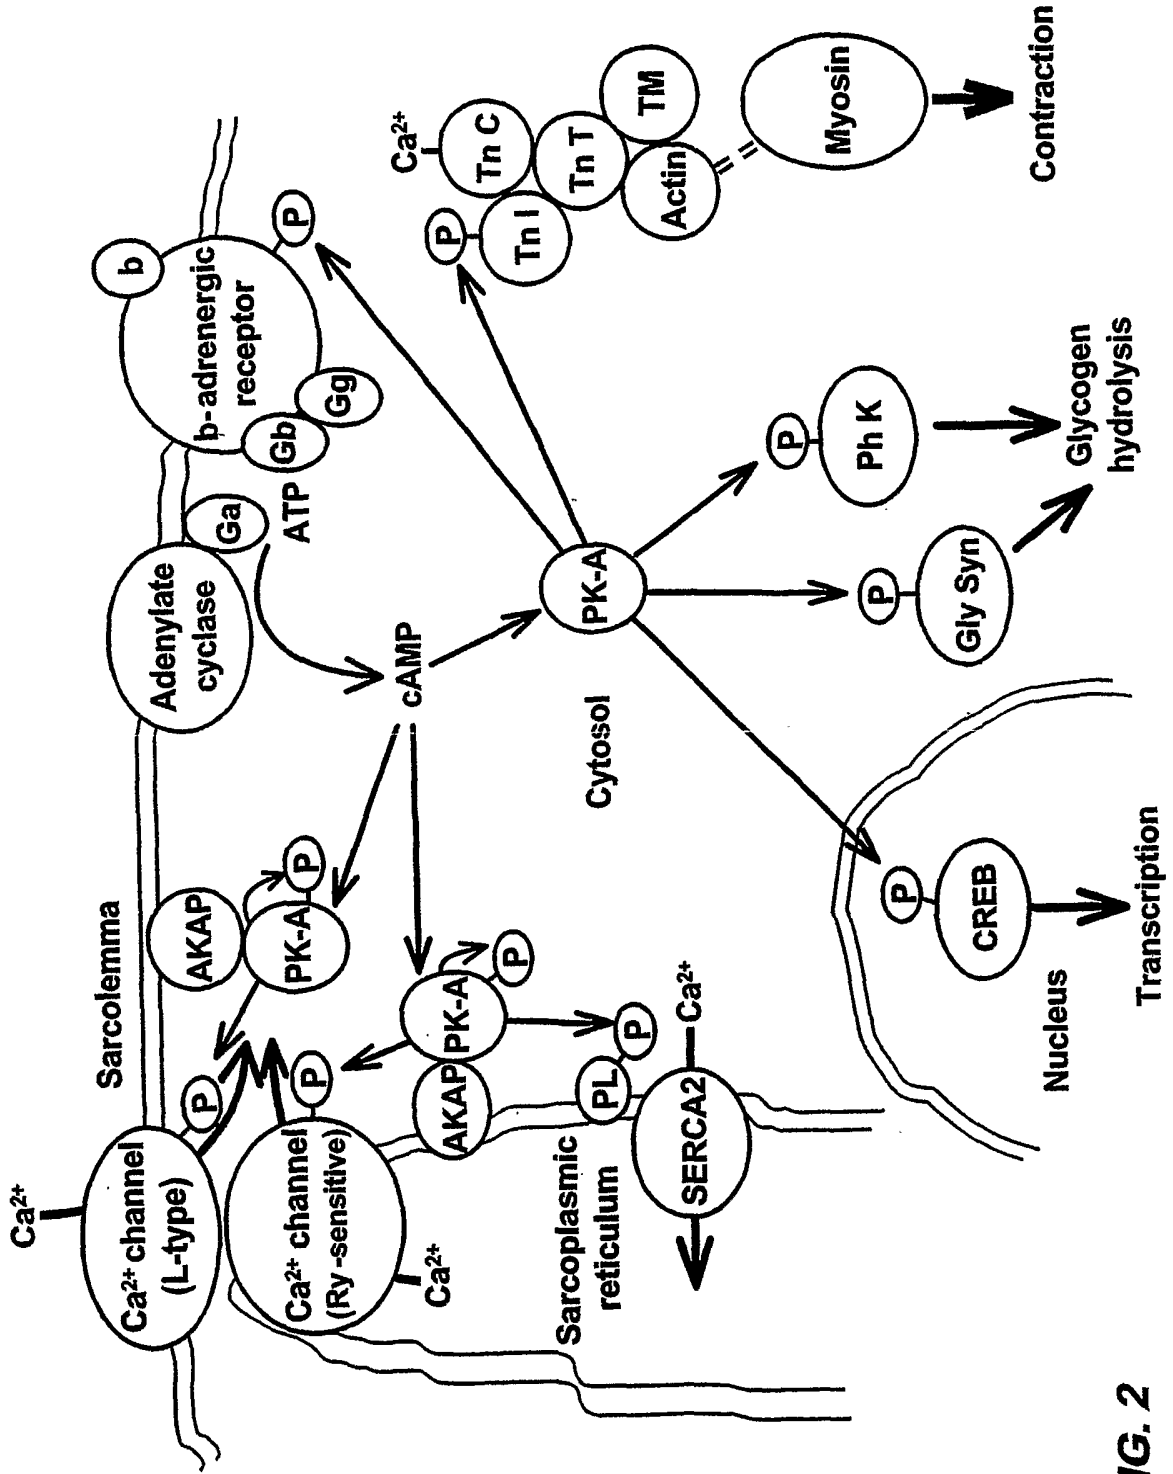 Ca2+
Ca2+ channel
(L-type)
P
Sarcolemma
AKAP
PK-A
P
Adenylate
cyclase
Ga
ATP
Gb
Gg
b-adrenergic
receptor
b
P
Ca2+ channel
(Ry-sensitive)
P
Ca2+
AKAP
PK-A
P
cAMP
PK-A
P
Tn I
Ca2+
Tn C
Tn T
TM
Actin
Myosin
Contraction
Sarcoplasmic
reticulum
PL
P
SERCA2
Ca2+
Cytosol
P
CREB
Nucleus
Transcription
P
Gly Syn
P
Ph K
Glycogen
hydrolysis
IG. 2